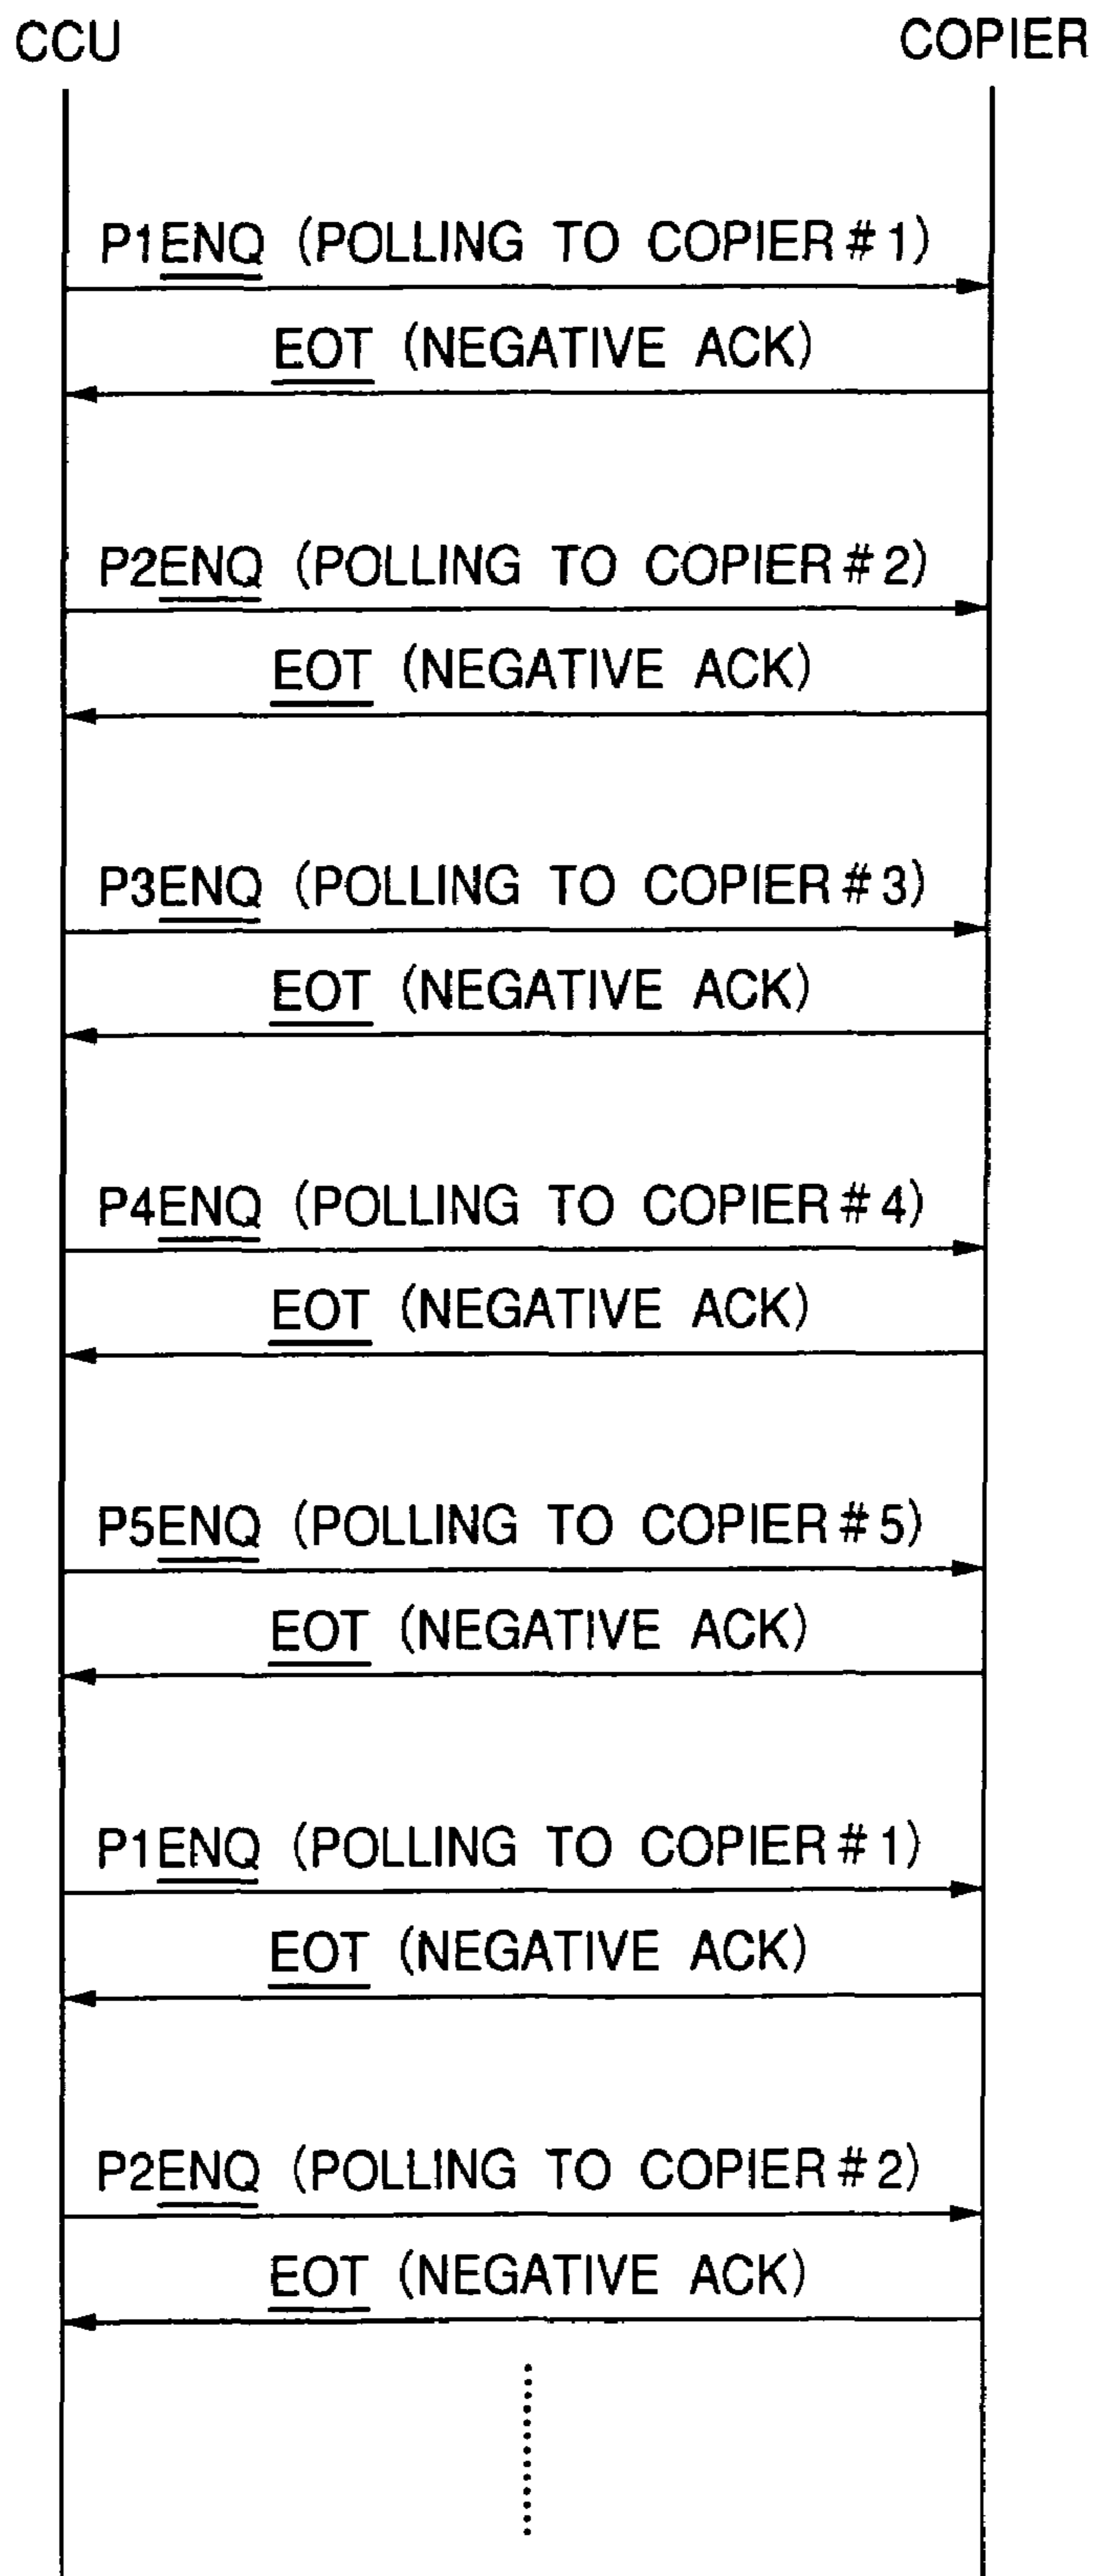 CCU COPIER
P1ENQ (POLLING TO COPIER#1)
EOT (NEGATIVE ACK)
P2ENQ (POLLING TO COPIER#2)
EOT (NEGATIVE ACK)
P3ENQ (POLLING TO COPIER#3)
EOT (NEGATIVE ACK)
P4ENQ (POLLING TO COPIER#4)
EOT (NEGATIVE ACK)
P5ENQ (POLLING TO COPIER#5)
EOT (NEGATIVE ACK)
P1ENQ (POLLING TO COPIER#1)
EOT (NEGATIVE ACK)
P2ENQ (POLLING TO COPIER#2)
EOT (NEGATIVE ACK)